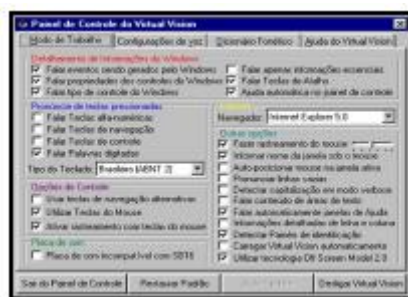 Painel de Controle do Virtual Vision
Modo de Trabalho Configurações de voz Dicionário Fonético Ajuda do Virtual Vision
Detalhamento de Informações do Windows
Falar eventos sendo gerados pelo Windows
Falar propriedades dos controles do Windows
Falar tipo de controle do Windows
Falar apenas informações essenciais
Falar Teclas de Atalho
Ajuda automática no painel de controle
Pronúncia de teclas pressionadas
Falar Teclas alfa-numéricas
Falar Teclas de navegação
Falar Teclas de controle
Falar Palavras digitadas
Tipo do Teclado: Brasileiro (ABNT 2)
Opções de Controle
Usar teclas de navegação alternativas
Utilizar Teclas do Mouse
Ativar rastreamento com teclas do mouse
Placa de som
Placa de som incompatível com SB16
Navegador: Internet Explorer 5.0
Outras opções
Fazer rastreamento do mouse
Informar nome da janela sob o mouse
Auto-posicionar mouse na janela ativa
Pronunciar linhas vazias
Detectar capitalização em modo verbose
Falar conteúdo de áreas de texto
Falar automaticamente janelas de Ajuda
Informações detalhadas de letra e coluna
Detectar Painéis de identificação
Carregar Virtual Vision automaticamente
Utilizar tecnologia Dli Screen Model 2.0
Sair do Painel de Controle Restaurar Padrão Desligar Virtual Vision